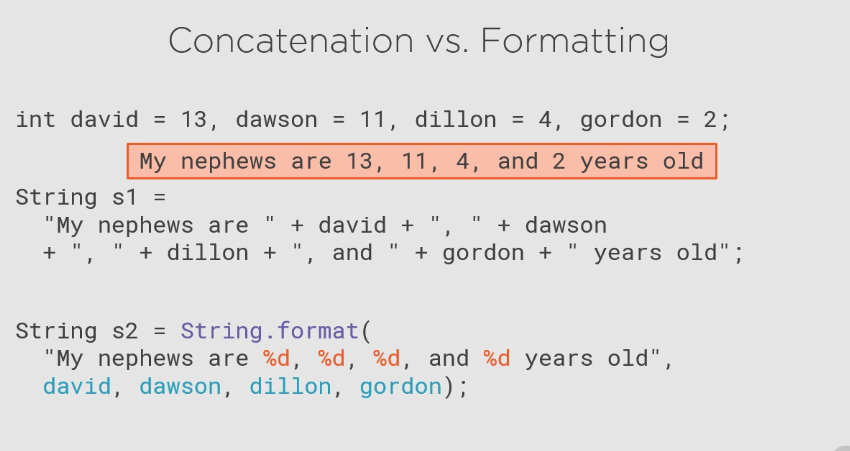 Concatenation vs. Formatting
int david = 13, dawson = 11, dillon = 4, gordon = 2;
My nephews are 13, 11, 4, and 2 years old
String s1 =
"My nephews are " + david + ", " + dawson
+ ", " + dillon + ", and " + gordon + " years old";
String s2 = String.format(
"My nephews are %d, %d, %d, and %d years old",
david, dawson, dillon, gordon);